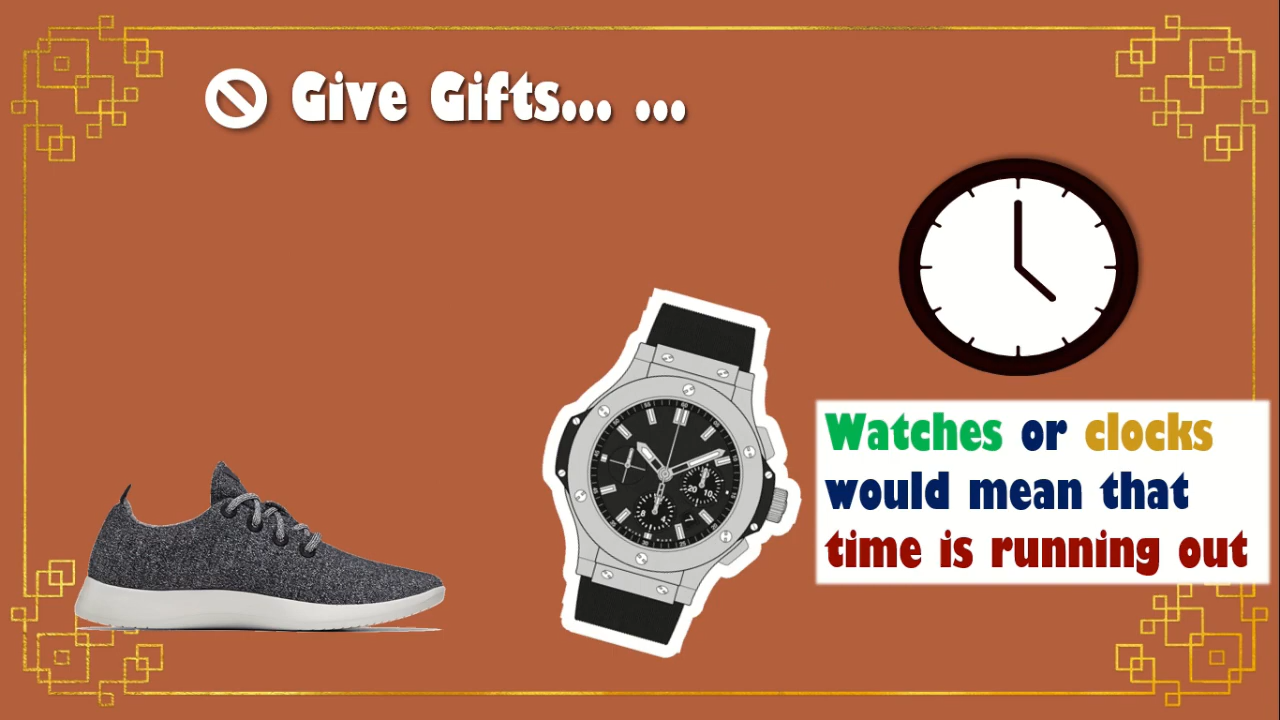 Give Gifts... ...
Watches or clocks
would mean that
time is running out